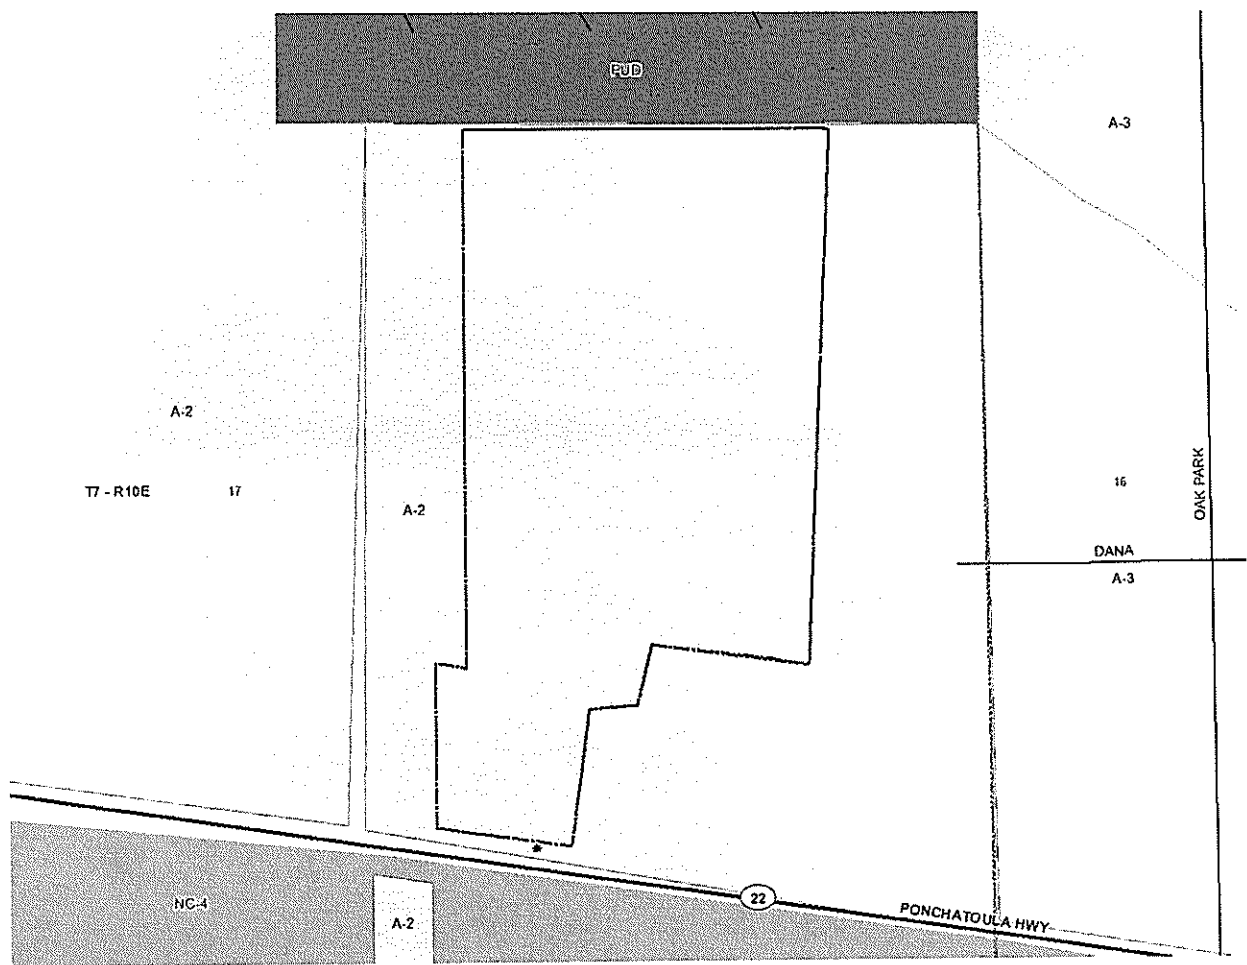 PUD
A-3
A-2
T7 - R10E
17
A-2
16
OAK PARK
DANA
A-3
22
NC-4
A-2
PONCHATOULA HWY